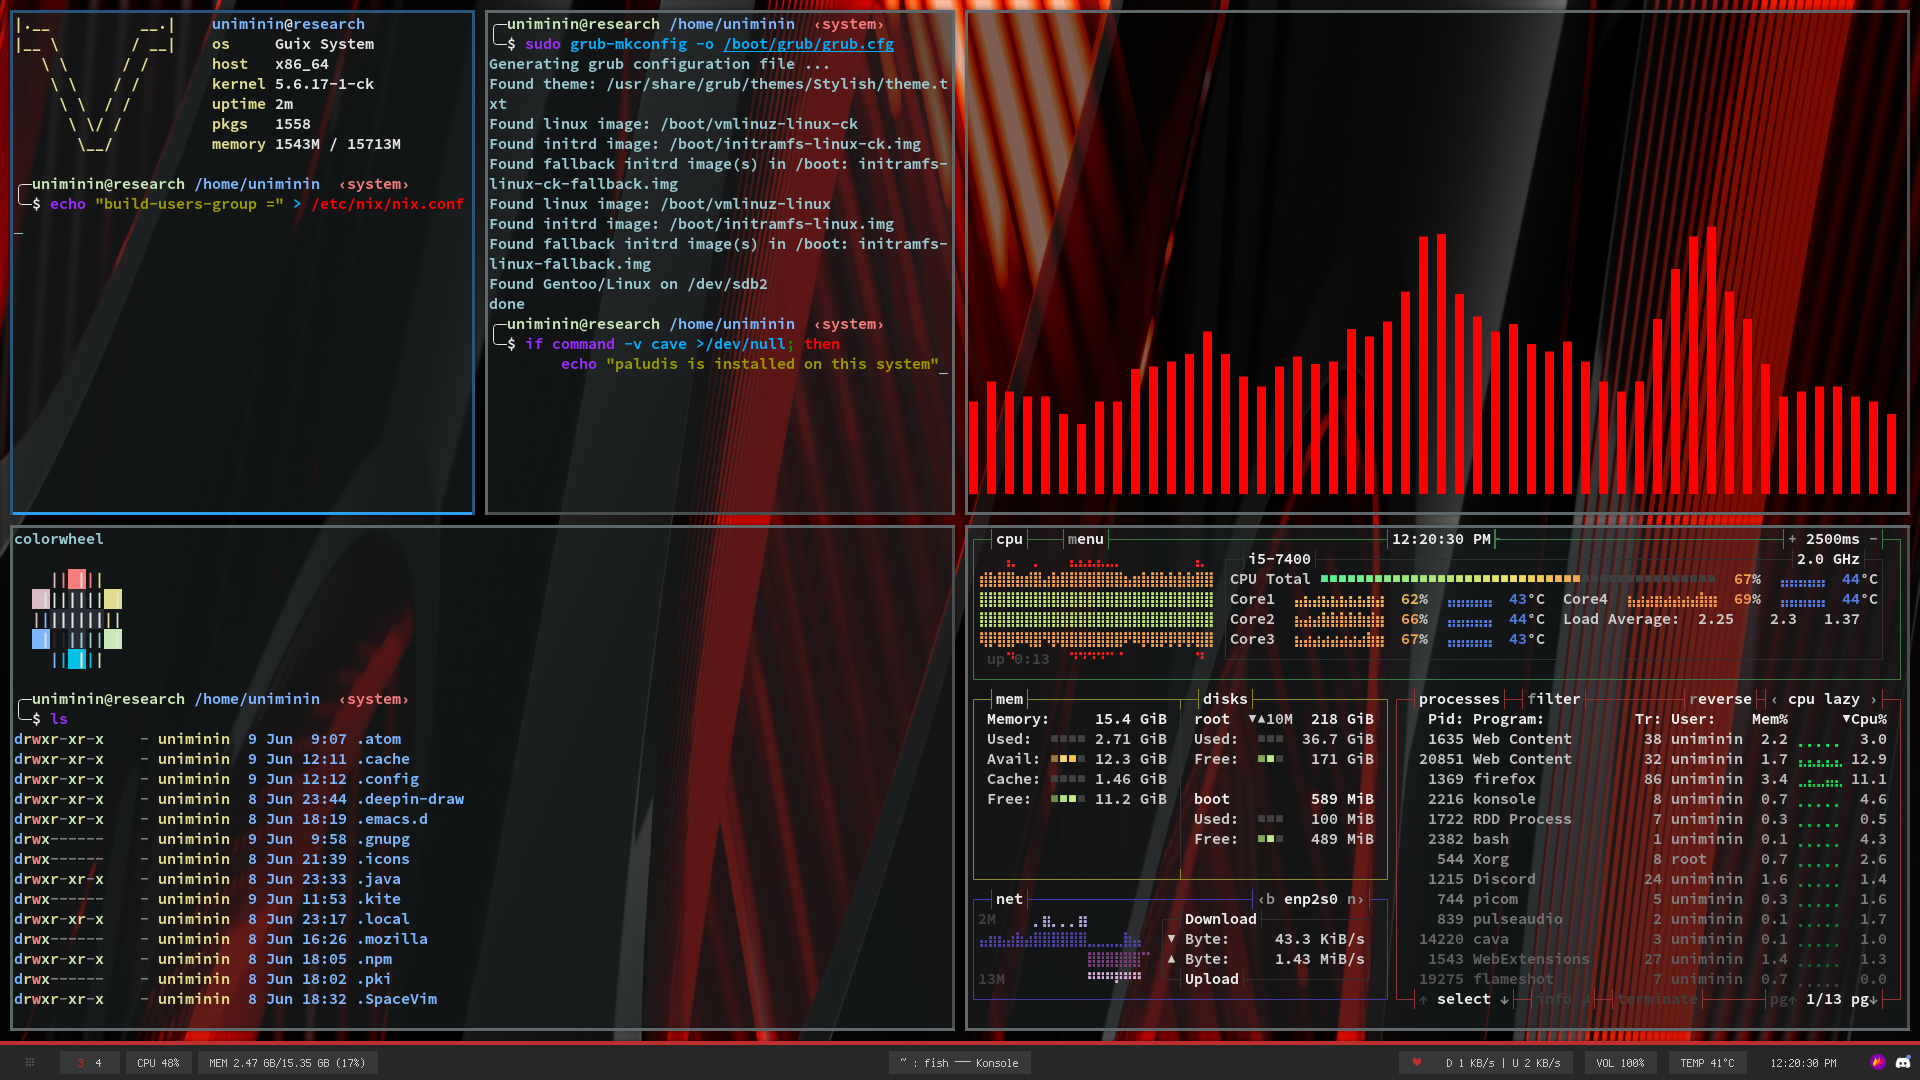 uniminin@research
os Guix System
host x86_64
kernel 5.6.17-1-ck
uptime 2m
pkgs 1558
memory 1543M / 15713M
uniminin@research /home/uniminin ‹system›
$ echo "build-users-group =" > /etc/nix/nix.conf
_
uniminin@research /home/uniminin ‹system›
$ sudo grub-mkconfig -o /boot/grub/grub.cfg
Generating grub configuration file ...
Found theme: /usr/share/grub/themes/Stylish/theme.t
xt
Found linux image: /boot/vmlinuz-linux-ck
Found initrd image: /boot/initramfs-linux-ck.img
Found fallback initrd image(s) in /boot: initramfs-
linux-ck-fallback.img
Found linux image: /boot/vmlinuz-linux
Found initrd image: /boot/initramfs-linux.img
Found fallback initrd image(s) in /boot: initramfs-
linux-fallback.img
Found Gentoo/Linux on /dev/sdb2
done
uniminin@research /home/uniminin ‹system›
$ if command -v cave >/dev/null; then
echo "paludis is installed on this system"_
colorwheel
uniminin@research /home/uniminin ‹system›
$ ls
drwxr-xr-x - uniminin 9 Jun 9:07 .atom
drwxr-xr-x - uniminin 9 Jun 12:11 .cache
drwxr-xr-x - uniminin 9 Jun 12:12 .config
drwxr-xr-x - uniminin 8 Jun 23:44 .deepin-draw
drwxr-xr-x - uniminin 8 Jun 18:19 .emacs.d
drwx------ - uniminin 9 Jun 9:58 .gnupg
drwx------ - uniminin 8 Jun 21:39 .icons
drwxr-xr-x - uniminin 8 Jun 23:33 .java
drwx------ - uniminin 9 Jun 11:53 .kite
drwxr-xr-x - uniminin 8 Jun 23:17 .local
drwx------ - uniminin 8 Jun 16:26 .mozilla
drwxr-xr-x - uniminin 8 Jun 18:05 .npm
drwx------ - uniminin 8 Jun 18:02 .pki
drwxr-xr-x - uniminin 8 Jun 18:32 .SpaceVim
cpu menu 12:20:30 PM + 2500ms -
i5-7400 2.0 GHz
CPU Total 67% 44°C
Core1 62% 43°C Core4 69% 44°C
Core2 66% 44°C Load Average: 2.25 2.3 1.37
Core3 67% 43°C
up 0:13
mem
Memory: 15.4 GiB
Used: 2.71 GiB
Avail: 12.3 GiB
Cache: 1.46 GiB
Free: 11.2 GiB
disks
root ▼▲10M 218 GiB
Used: 36.7 GiB
Free: 171 GiB
boot 589 MiB
Used: 100 MiB
Free: 489 MiB
net ‹b enp2s0 n›
2M
Download
▼ Byte: 43.3 KiB/s
▲ Byte: 1.43 MiB/s
13M
Upload
processes filter reverse ‹ cpu lazy ›
Pid: Program: Tr: User: Mem% ▼Cpu%
1635 Web Content 38 uniminin 2.2 3.0
20851 Web Content 32 uniminin 1.7 12.9
1369 firefox 86 uniminin 3.4 11.1
2216 konsole 8 uniminin 0.7 4.6
1722 RDD Process 7 uniminin 0.3 0.5
2382 bash 1 uniminin 0.1 4.3
544 Xorg 8 root 0.7 2.6
1215 Discord 24 uniminin 1.6 1.4
744 picom 5 uniminin 0.3 1.6
839 pulseaudio 2 uniminin 0.1 1.7
14220 cava 3 uniminin 0.1 1.0
1543 WebExtensions 27 uniminin 1.4 1.3
19275 flameshot 7 uniminin 0.7 0.0
↑ select ↓ info ↲ terminate pg↑ 1/13 pg↓
3 4 CPU 48% MEM 2.47 GB/15.35 GB (17%) ~ : fish — Konsole D 1 KB/s | U 2 KB/s VOL 100% TEMP 41°C 12:20:30 PM